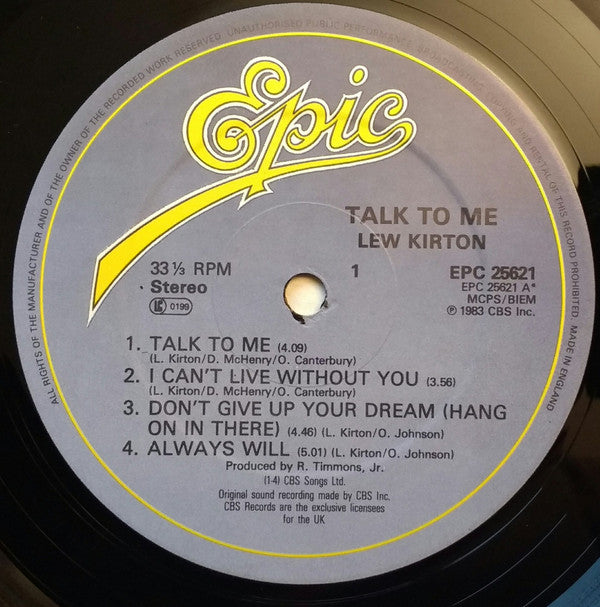 ALL RIGHTS OF THE MANUFACTURER AND OF THE OWNER OF THE RECORDED WORK RESERVED. UNAUTHORISED PUBLIC PERFORMANCE, BROADCASTING, COPYING AND RENTAL OF THIS RECORD PROHIBITED. MADE IN ENGLAND
Epic
TALK TO ME
LEW KIRTON
33 ⅓ RPM
Stereo
LC 0199
1
EPC 25621
EPC 25621 A*
MCPS/BIEM
℗ 1983 CBS Inc.
1. TALK TO ME (4.09)
(L. Kirton/D. McHenry/O. Canterbury)
2. I CAN'T LIVE WITHOUT YOU (3.56)
(L. Kirton/D. McHenry/O. Canterbury)
3. DON'T GIVE UP YOUR DREAM (HANG
ON IN THERE) (4.46) (L. Kirton/O. Johnson)
4. ALWAYS WILL (5.01) (L. Kirton/O. Johnson)
Produced by R. Timmons, Jr.
(1-4) CBS Songs Ltd.
Original sound recording made by CBS Inc.
CBS Records are the exclusive licensees
for the UK